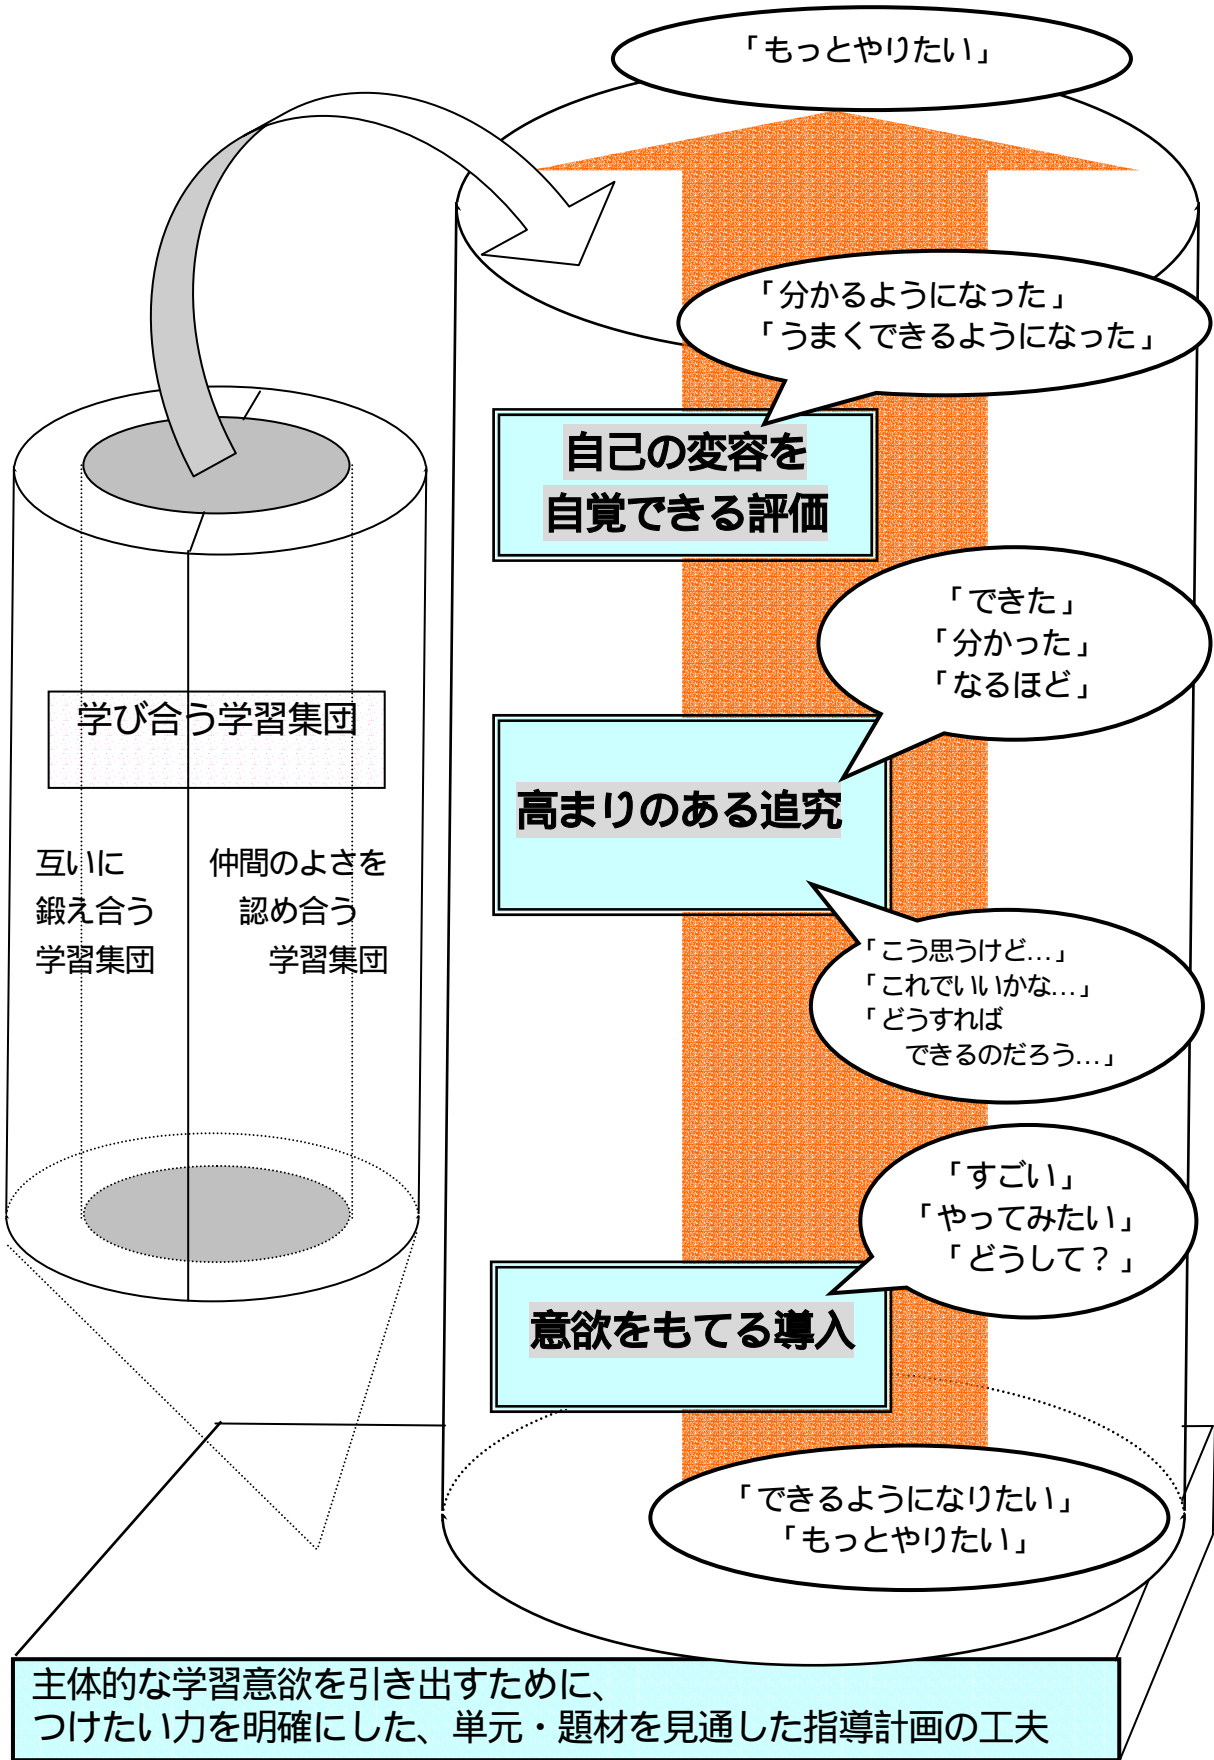 「もっとやりたい」
「分かるようになった」
「うまくできるようになった」
自己の変容を
自覚できる評価
「できた」
「分かった」
「なるほど」
学び合う学習集団
高まりのある追究
互いに
鍛え合う
学習集団
仲間のよさを
認め合う
学習集団
「こう思うけど…」
「これでいいかな…」
「どうすれば
できるのだろう…」
「すごい」
「やってみたい」
「どうして？」
意欲をもてる導入
「できるようになりたい」
「もっとやりたい」
主体的な学習意欲を引き出すために、
つけたい力を明確にした、単元・題材を見通した指導計画の工夫